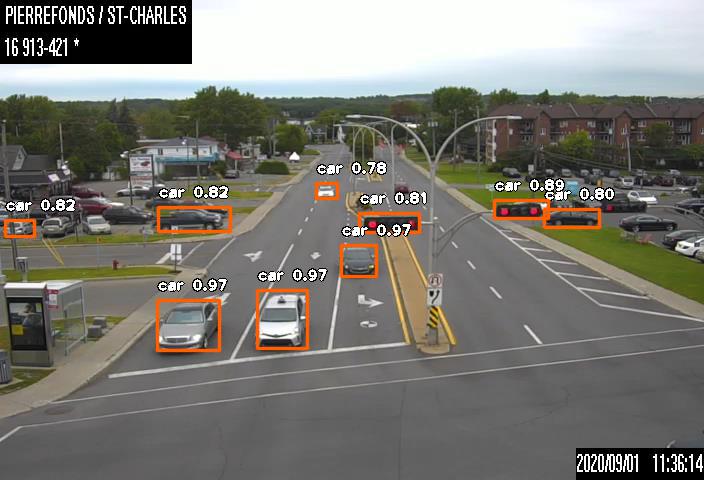 PIERREFONDS / ST-CHARLES
16 913-421 *
car 0.78
car 0.82
car 0.82
car 0.81
car 0.89
car 0.80
car 0.97
car 0.97
car 0.97
2020/09/01 11:36:14